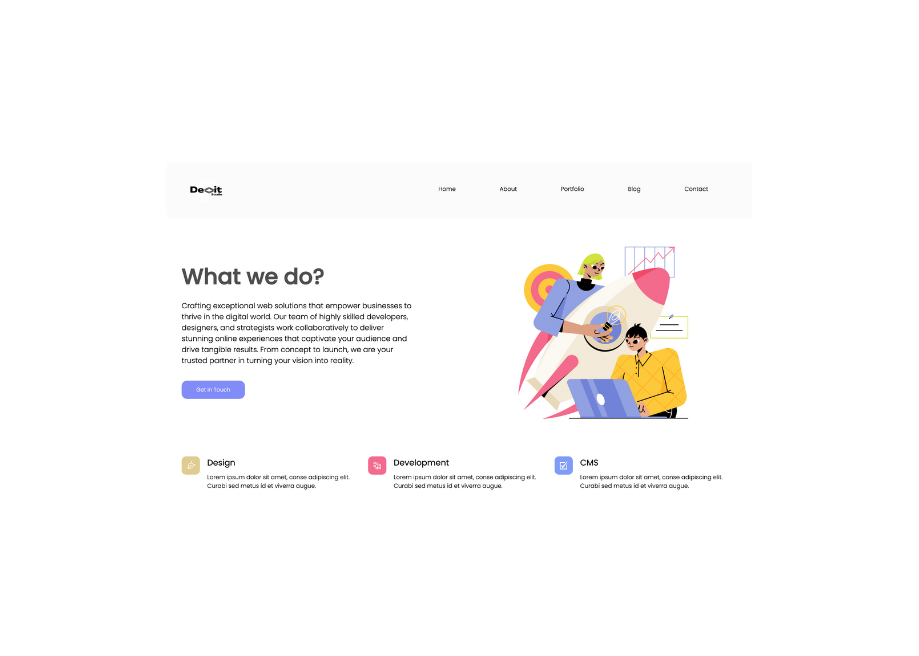 Home About Portfolio Blog Contact
What we do?
Crafting exceptional web solutions that empower businesses to
thrive in the digital world. Our team of highly skilled developers,
designers, and strategists work collaboratively to deliver
stunning online experiences that captivate your audience and
drive tangible results. From concept to launch, we are your
trusted partner in turning your vision into reality.
Get In Touch
Design
Lorem ipsum dolor sit amet, conse adipiscing elit.
Curabi sed metus id et viverra augue.
Development
Lorem ipsum dolor sit amet, conse adipiscing elit.
Curabi sed metus id et viverra augue.
CMS
Lorem ipsum dolor sit amet, conse adipiscing elit.
Curabi sed metus id et viverra augue.